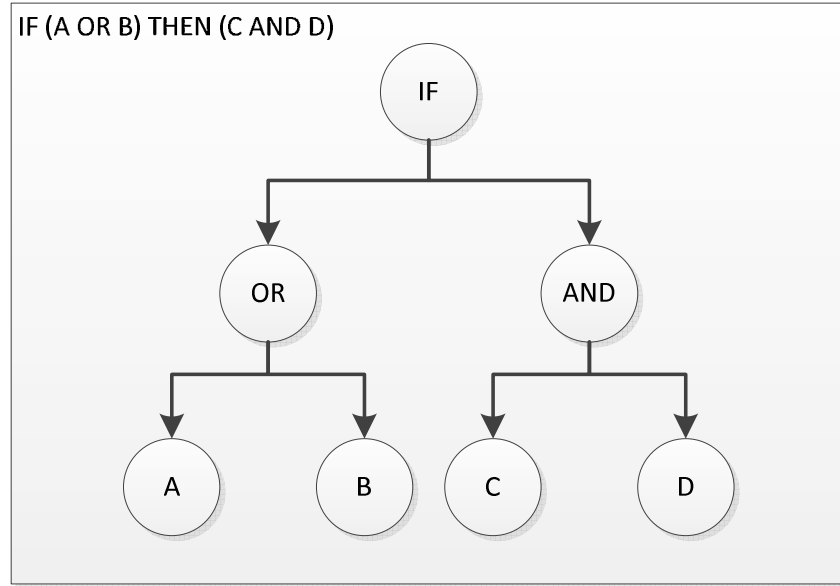 IF (A OR B) THEN (C AND D)
IF
OR
AND
A
B
C
D